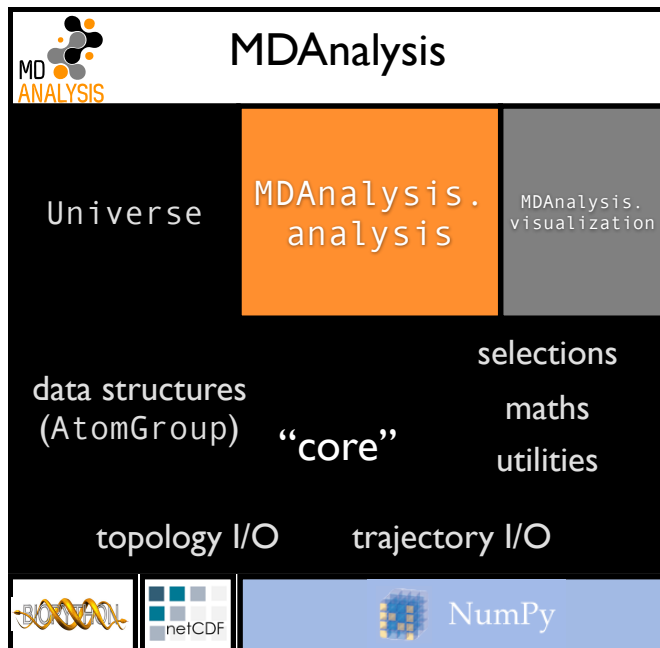 MD
ANALYSIS
MDAnalysis
Universe
MDAnalysis.
analysis
MDAnalysis.
visualization
selections
data structures
(AtomGroup)
maths
“core”
utilities
topology I/O
trajectory I/O
BIOPYTHON
netCDF
NumPy